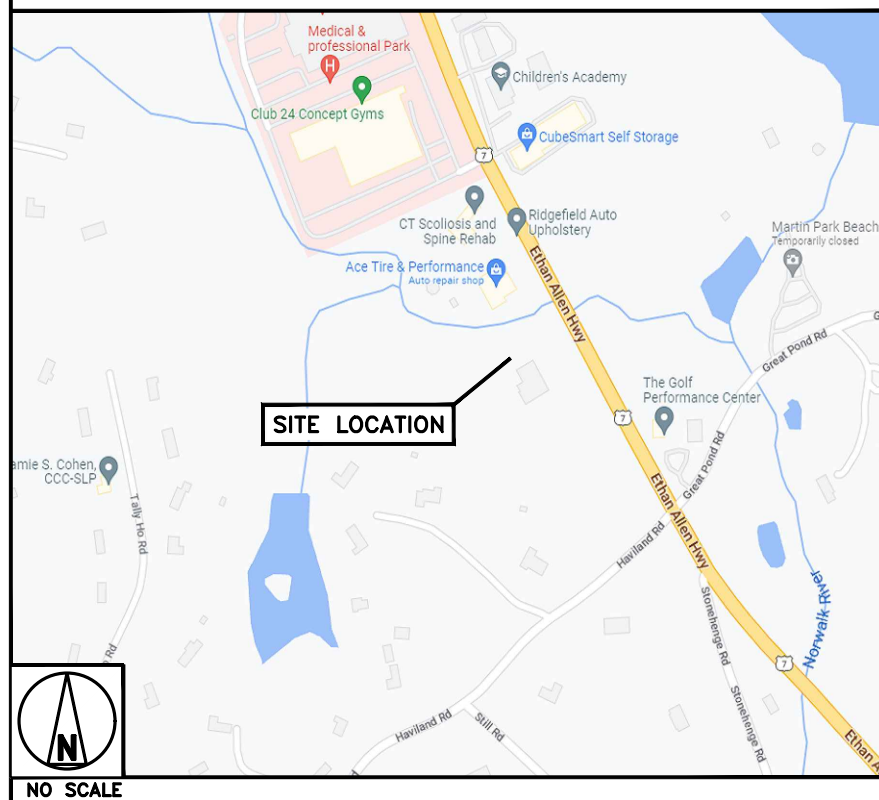 Medical &
professional Park
H
Club 24 Concept Gyms
Children's Academy
CubeSmart Self Storage
7
CT Scoliosis and
Spine Rehab
Ridgefield Auto
Upholstery
Martin Park Beach
Temporarily closed
Ace Tire & Performance
Auto repair shop
Ethan Allen Hwy
Great Pond Rd
The Golf
Performance Center
7
SITE LOCATION
amie S. Cohen,
CCC-SLP
Great Pond Rd
Tally Ho Rd
Ethan Allen Hwy
Haviland Rd
Norwalk River
Stonehenge Rd
Rd
7
Haviland Rd
Still Rd
Stonehenge Rd
Ethan A
N
NO SCALE